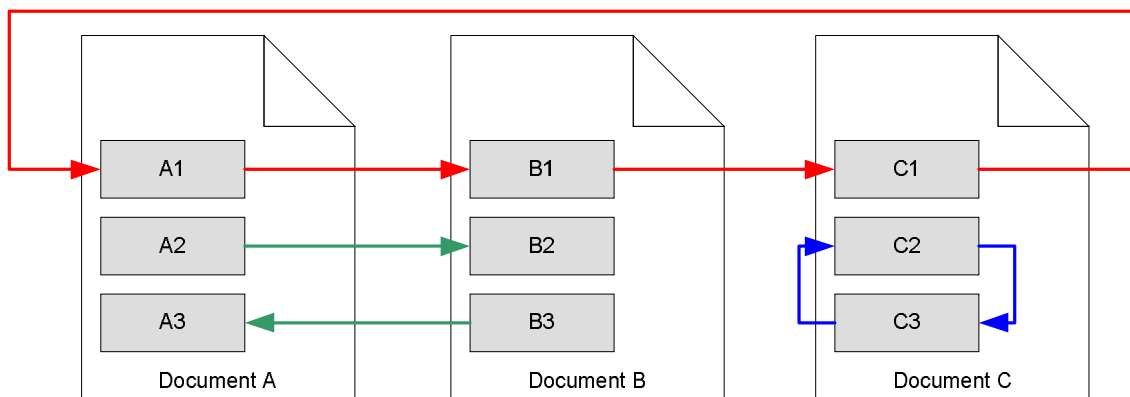 A1 B1 C1
A2 B2 C2
A3 B3 C3
Document A Document B Document C